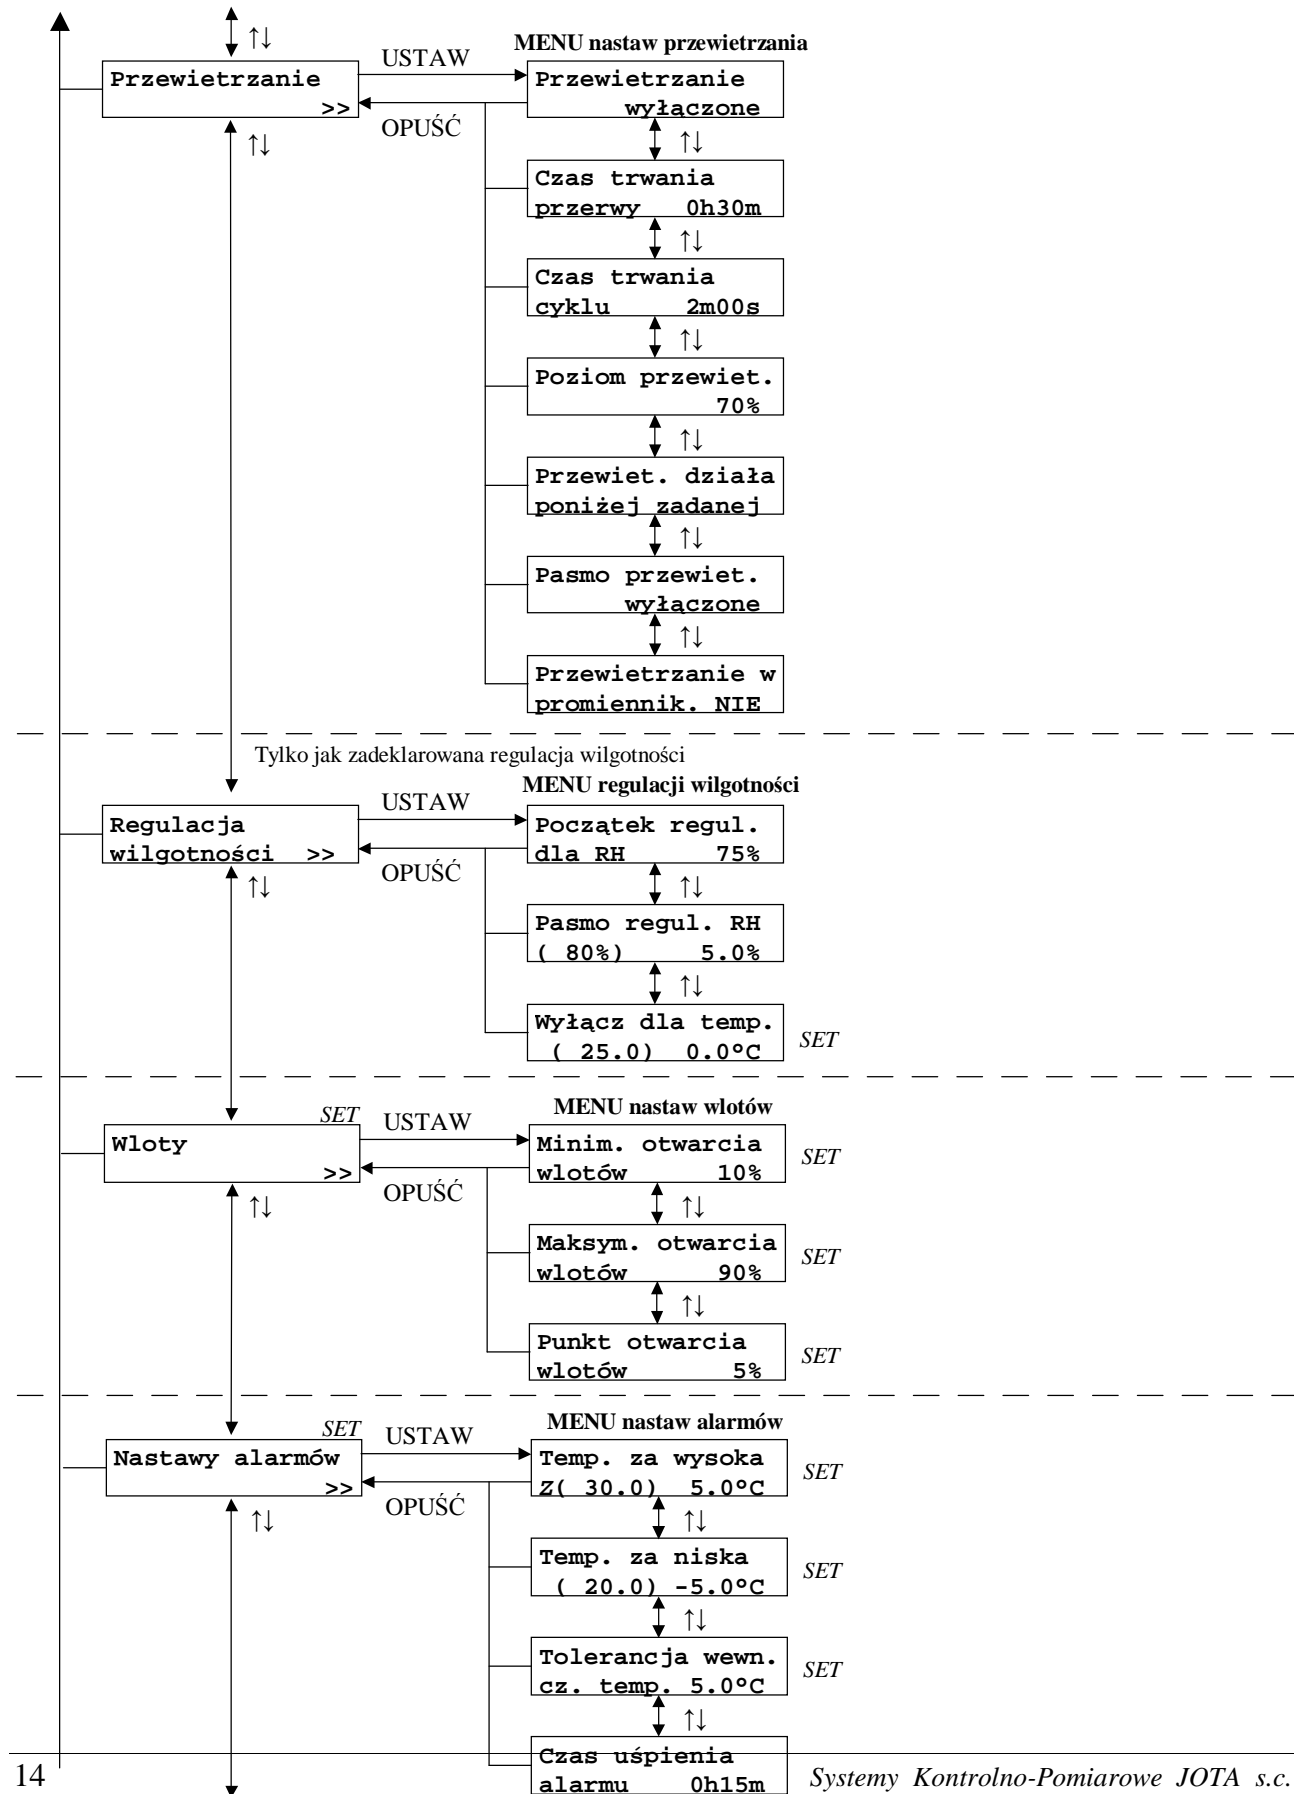 ↑↓
MENU nastaw przewietrzania
USTAW
Przewietrzanie
>>
OPUŚĆ
↑↓
Przewietrzanie
wyłączone
↑↓
Czas trwania
przerwy 0h30m
↑↓
Czas trwania
cyklu 2m00s
↑↓
Poziom przewiet.
70%
↑↓
Przewiet. działa
poniżej zadanej
↑↓
Pasmo przewiet.
wyłączone
↑↓
Przewietrzanie w
promiennik. NIE
Tylko jak zadeklarowana regulacja wilgotności
MENU regulacji wilgotności
USTAW
Regulacja
wilgotności >>
OPUŚĆ
↑↓
Początek regul.
dla RH 75%
↑↓
Pasmo regul. RH
( 80%) 5.0%
↑↓
Wyłącz dla temp.
( 25.0) 0.0°C
SET
MENU nastaw wlotów
SET
USTAW
Wloty
>>
OPUŚĆ
↑↓
Minim. otwarcia
wlotów 10%
SET
↑↓
Maksym. otwarcia
wlotów 90%
SET
↑↓
Punkt otwarcia
wlotów 5%
SET
MENU nastaw alarmów
SET
USTAW
Nastawy alarmów
>>
OPUŚĆ
↑↓
Temp. za wysoka
Z( 30.0) 5.0°C
SET
↑↓
Temp. za niska
( 20.0) -5.0°C
SET
↑↓
Tolerancja wewn.
cz. temp. 5.0°C
SET
↑↓
Czas uśpienia
alarmu 0h15m
14
Systemy Kontrolno-Pomiarowe JOTA s.c.